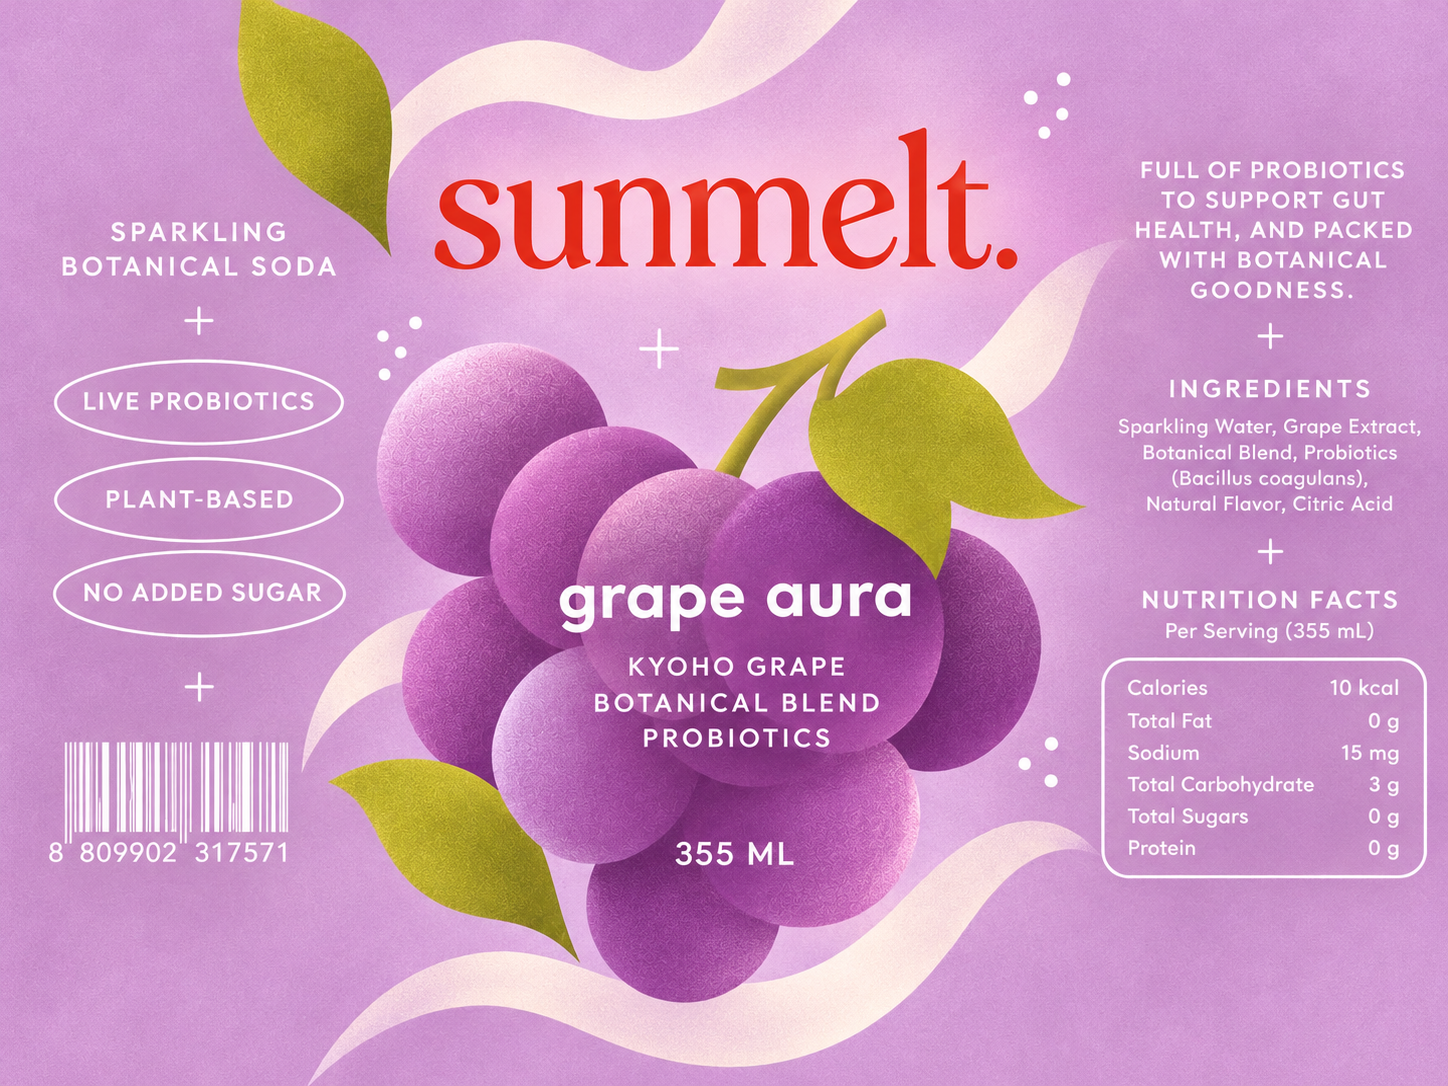 sunmelt.
SPARKLING
BOTANICAL SODA
LIVE PROBIOTICS
PLANT-BASED
NO ADDED SUGAR
8 809902 317571
grape aura
KYOHO GRAPE
BOTANICAL BLEND
PROBIOTICS
355 ML
FULL OF PROBIOTICS
TO SUPPORT GUT
HEALTH, AND PACKED
WITH BOTANICAL
GOODNESS.
INGREDIENTS
Sparkling Water, Grape Extract,
Botanical Blend, Probiotics
(Bacillus coagulans),
Natural Flavor, Citric Acid
NUTRITION FACTS
Per Serving (355 mL)
Calories 10 kcal
Total Fat 0 g
Sodium 15 mg
Total Carbohydrate 3 g
Total Sugars 0 g
Protein 0 g